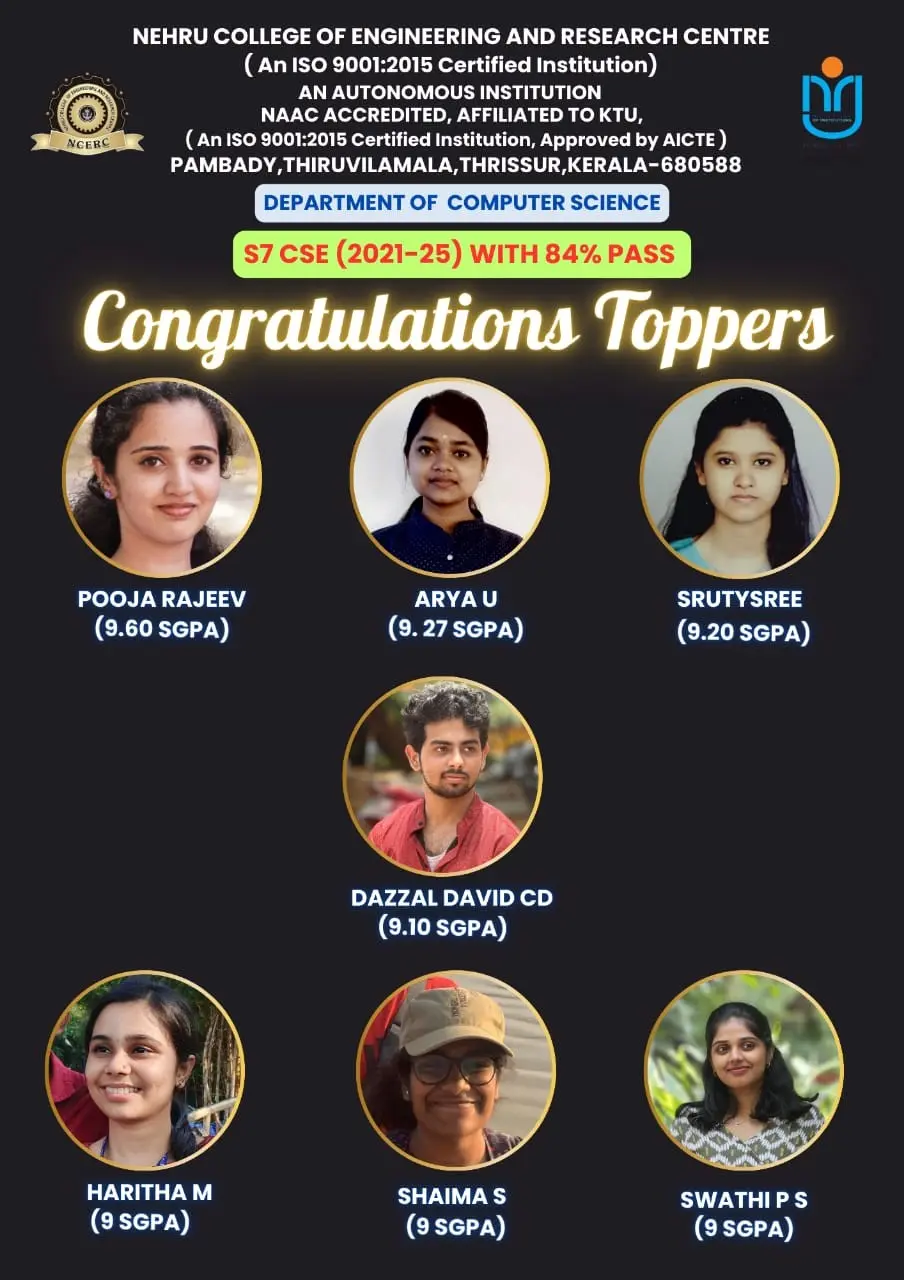 NEHRU COLLEGE OF ENGINEERING AND RESEARCH CENTRE
( An ISO 9001:2015 Certified Institution)
AN AUTONOMOUS INSTITUTION
NAAC ACCREDITED, AFFILIATED TO KTU,
( An ISO 9001:2015 Certified Institution, Approved by AICTE )
PAMBADY,THIRUVILAMALA,THRISSUR,KERALA-680588
NCERC
OF INSTITUTIONS
DEPARTMENT OF COMPUTER SCIENCE
S7 CSE (2021-25) WITH 84% PASS
Congratulations Toppers
POOJA RAJEEV
(9.60 SGPA)
ARYA U
(9. 27 SGPA)
SRUTYSREE
(9.20 SGPA)
DAZZAL DAVID CD
(9.10 SGPA)
HARITHA M
(9 SGPA)
SHAIMA S
(9 SGPA)
SWATHI P S
(9 SGPA)